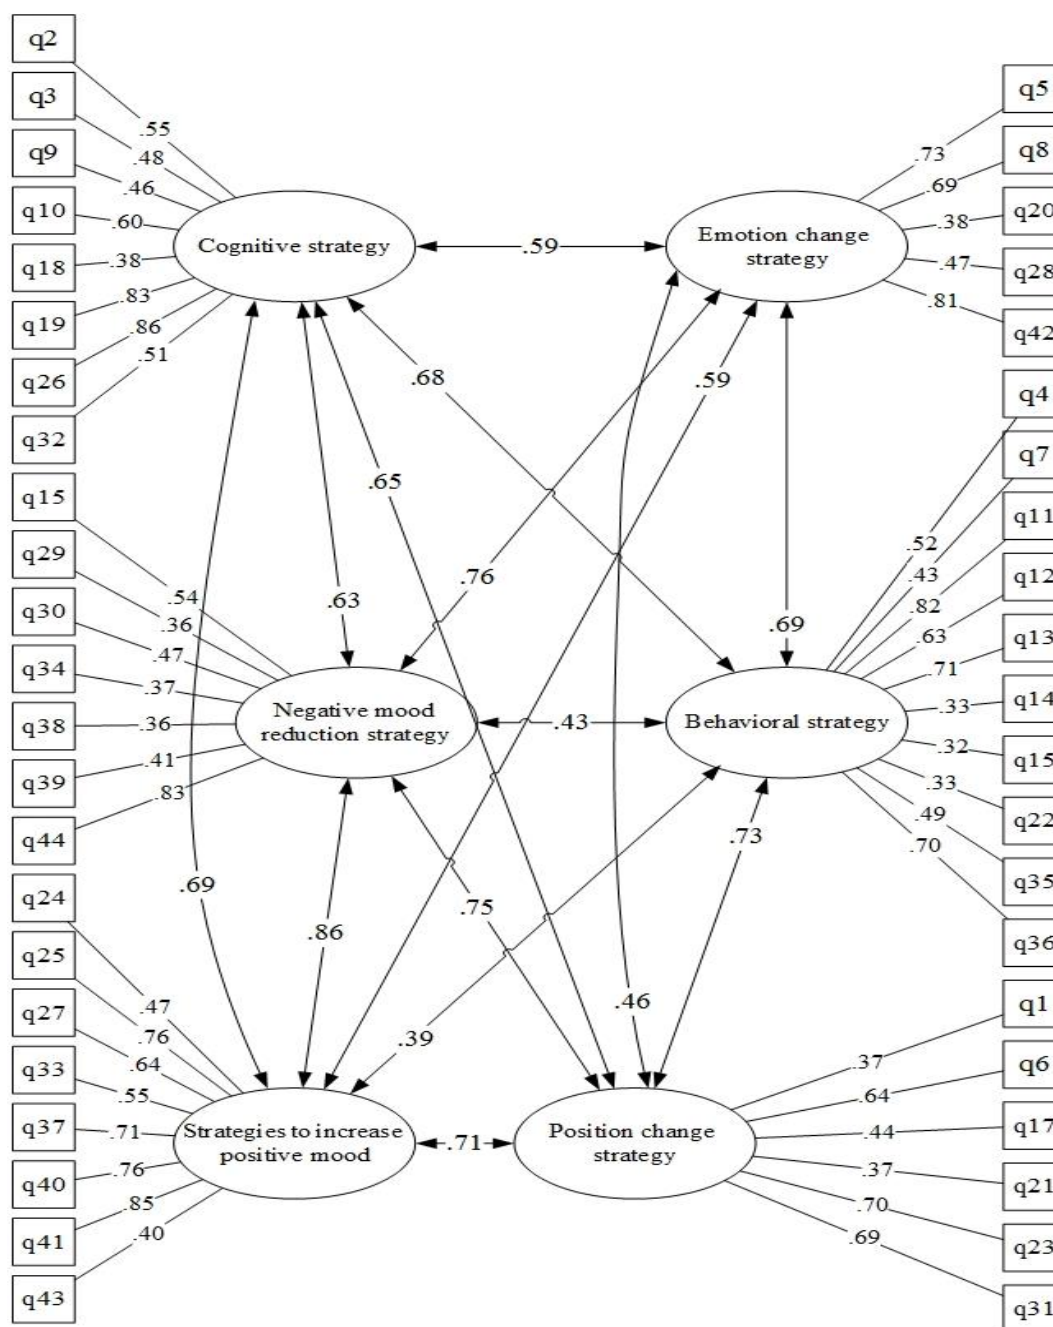 q2
q3
q9
q10
q18
q19
q26
q32
.55
.48
.46
.60
.38
.83
.86
.51
Cognitive strategy
.59
Emotion change
strategy
.73
.69
.38
.47
.81
q5
q8
q20
q28
q42
.68
.59
.65
.63
.76
.69
q15
q29
q30
q34
q38
q39
q44
.54
.36
.47
.37
.36
.41
.83
Negative mood
reduction strategy
.43
Behavioral strategy
.52
.43
.82
.63
.71
.33
.32
.33
.49
.70
q4
q7
q11
q12
q13
q14
q15
q22
q35
q36
.69
.86
.75
.39
.46
.73
q24
q25
q27
q33
q37
q40
q41
q43
.47
.76
.64
.55
.71
.76
.85
.40
Strategies to increase
positive mood
.71
Position change
strategy
.37
.64
.44
.37
.70
.69
q1
q6
q17
q21
q23
q31